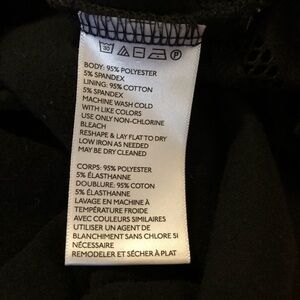 30 P
BODY: 95% POLYESTER
5% SPANDEX
LINING: 95% COTTON
5% SPANDEX
MACHINE WASH COLD
WITH LIKE COLORS
USE ONLY NON-CHLORINE
BLEACH
RESHAPE & LAY FLAT TO DRY
LOW IRON AS NEEDED
MAY BE DRY CLEANED
CORPS: 95% POLYESTER
5% ÉLASTHANNE
DOUBLURE: 95% COTON
5% ÉLASTHANNE
LAVAGE EN MACHINE À
TEMPÉRATURE FROIDE
AVEC COULEURS SIMILAIRES
UTILISER UN AGENT DE
BLANCHIMENT SANS CHLORE SI
NÉCESSAIRE
REMODELER ET SÉCHER À PLAT